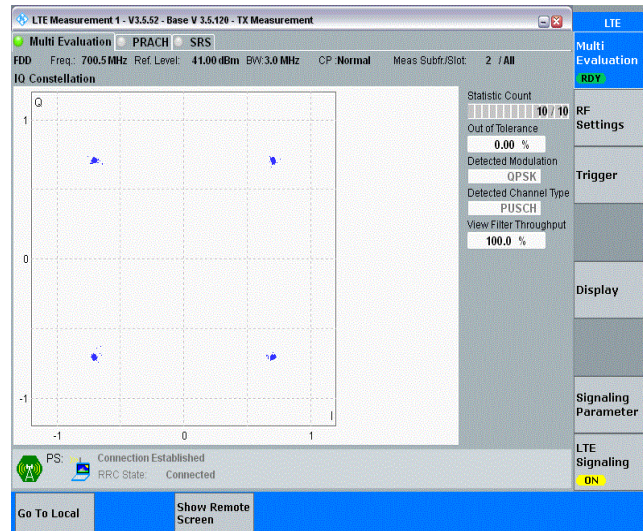 LTE Measurement 1 - V3.5.52 - Base V 3.5.120 - TX Measurement
LTE
Multi Evaluation PRACH SRS
FDD Freq.: 700.5 MHz Ref. Level: 41.00 dBm BW: 3.0 MHz CP :Normal Meas Subfr./Slot: 2 / All
IQ Constellation
Q
1
0
-1
-1 0 1
I
Statistic Count
10 / 10
Out of Tolerance
0.00 %
Detected Modulation
QPSK
Detected Channel Type
PUSCH
View Filter Throughput
100.0 %
PS: Connection Established
RRC State: Connected
Multi
Evaluation
RDY
RF
Settings
Trigger
Display
Signaling
Parameter
LTE
Signaling
ON
Go To Local
Show Remote
Screen